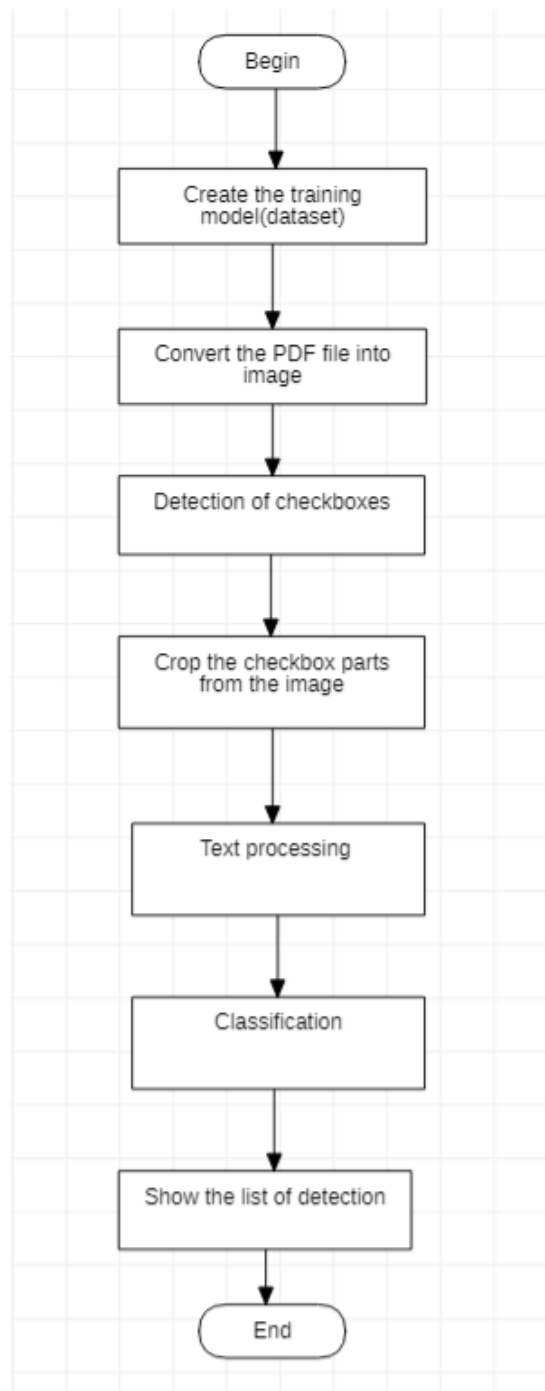 Begin
Create the training
model(dataset)
Convert the PDF file into
image
Detection of checkboxes
Crop the checkbox parts
from the image
Text processing
Classification
Show the list of detection
End